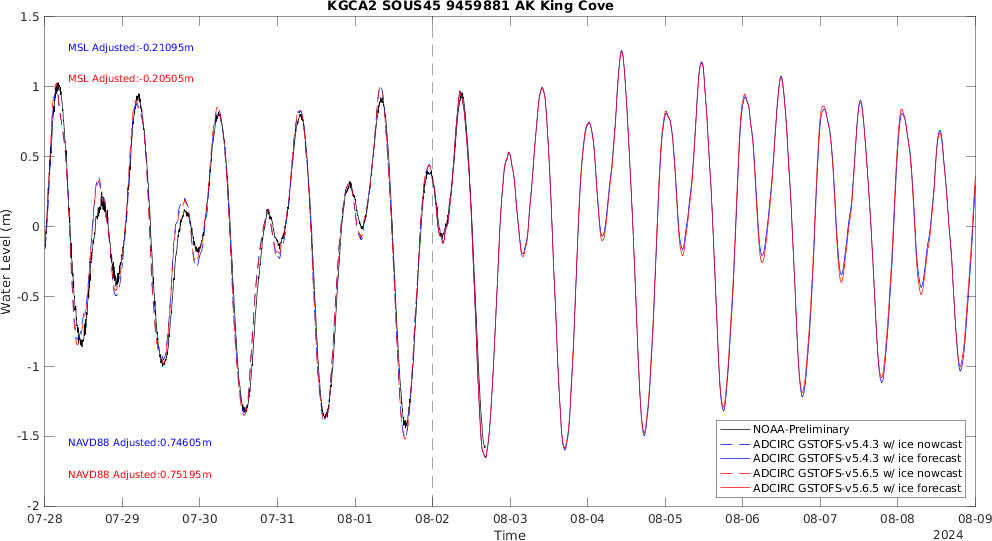 KGCA2 SOUS45 9459881 AK King Cove
1.5
1
0.5
0
-0.5
-1
-1.5
-2
Water Level (m)
MSL Adjusted:-0.21095m
MSL Adjusted:-0.20505m
NAVD88 Adjusted:0.74605m
NAVD88 Adjusted:0.75195m
NOAA-Preliminary
ADCIRC GSTOFS-v5.4.3 w/ ice nowcast
ADCIRC GSTOFS-v5.4.3 w/ ice forecast
ADCIRC GSTOFS-v5.6.5 w/ ice nowcast
ADCIRC GSTOFS-v5.6.5 w/ ice forecast
07-28 07-29 07-30 07-31 08-01 08-02 08-03 08-04 08-05 08-06 08-07 08-08 08-09
Time
2024